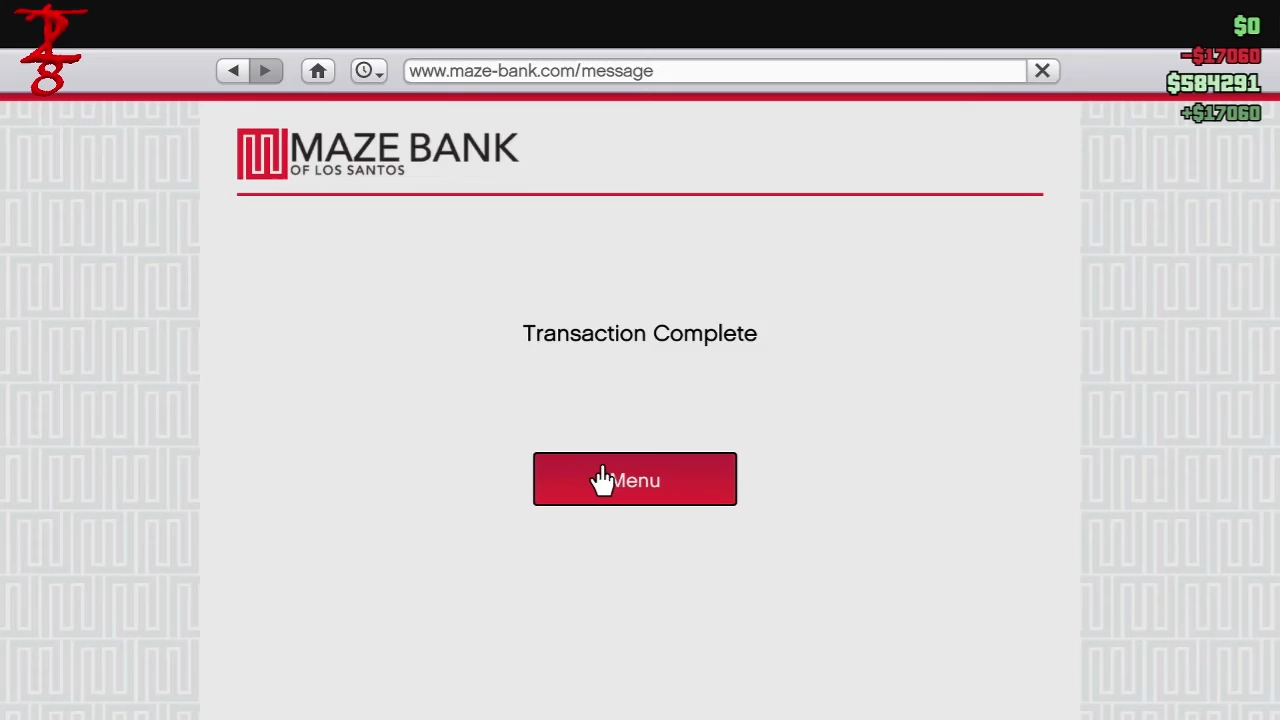 $0
-$17060
www.maze-bank.com/message
$584291
+$17060
MAZE BANK
OF LOS SANTOS
Transaction Complete
Menu